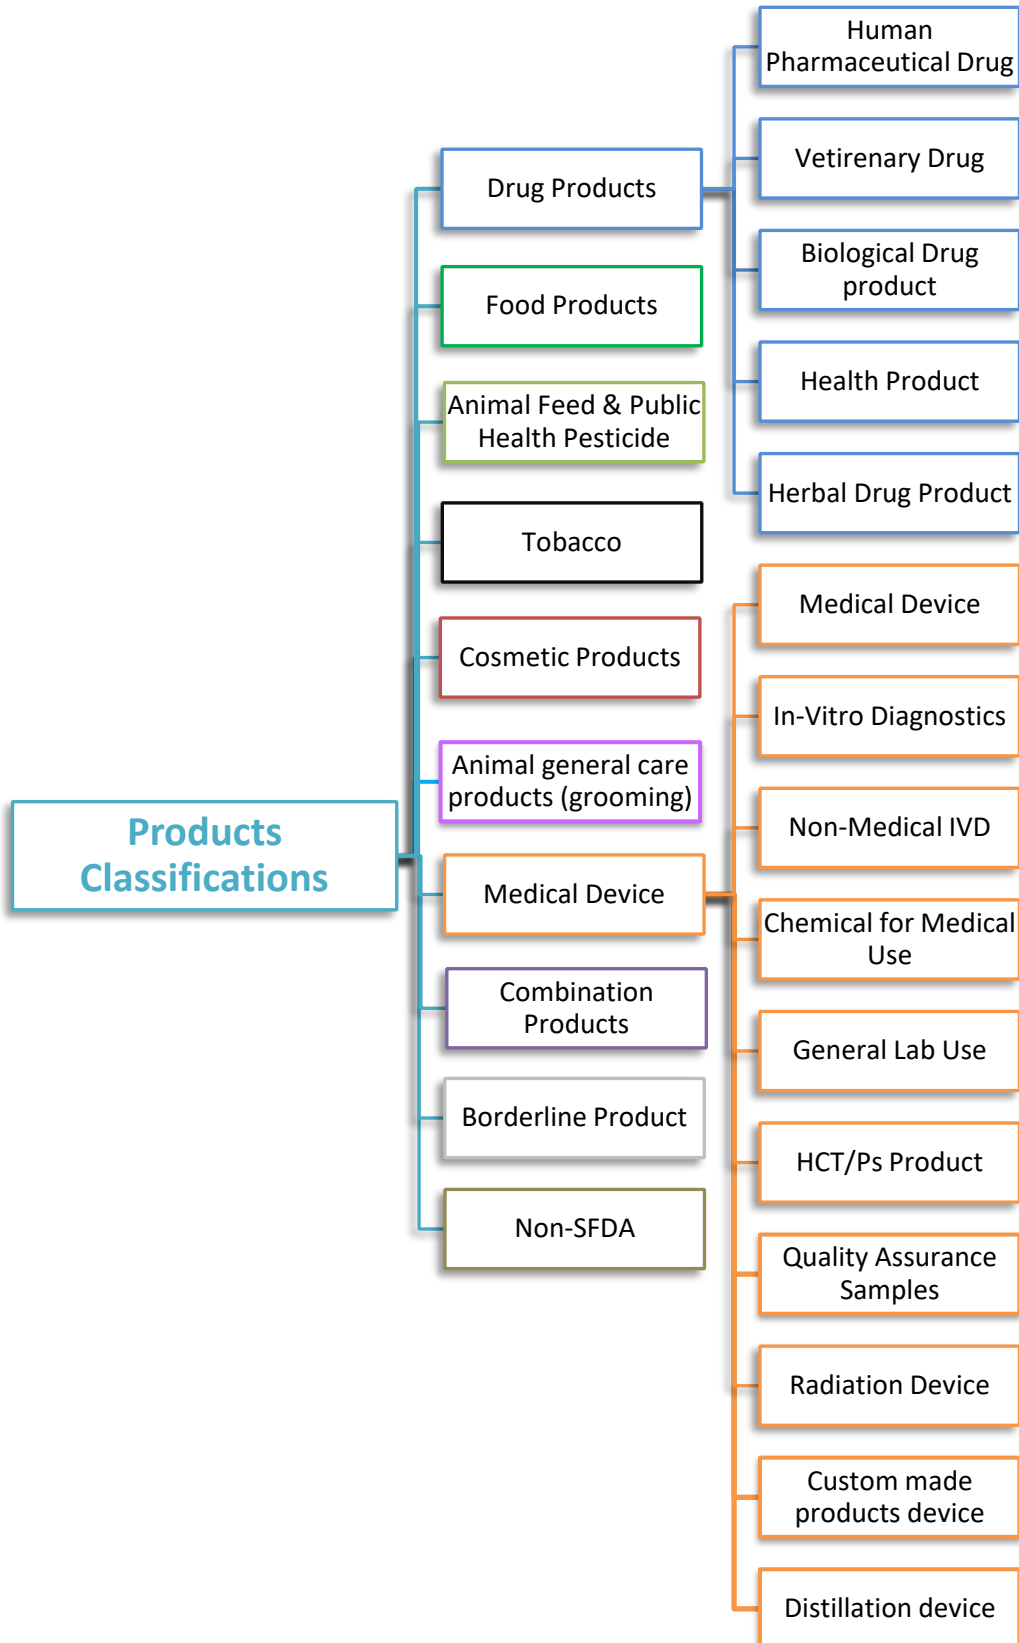 Products
Classifications
Drug Products
Food Products
Animal Feed & Public
Health Pesticide
Tobacco
Cosmetic Products
Animal general care
products (grooming)
Medical Device
Combination
Products
Borderline Product
Non-SFDA
Human
Pharmaceutical Drug
Vetirenary Drug
Biological Drug
product
Health Product
Herbal Drug Product
Medical Device
In-Vitro Diagnostics
Non-Medical IVD
Chemical for Medical
Use
General Lab Use
HCT/Ps Product
Quality Assurance
Samples
Radiation Device
Custom made
products device
Distillation device